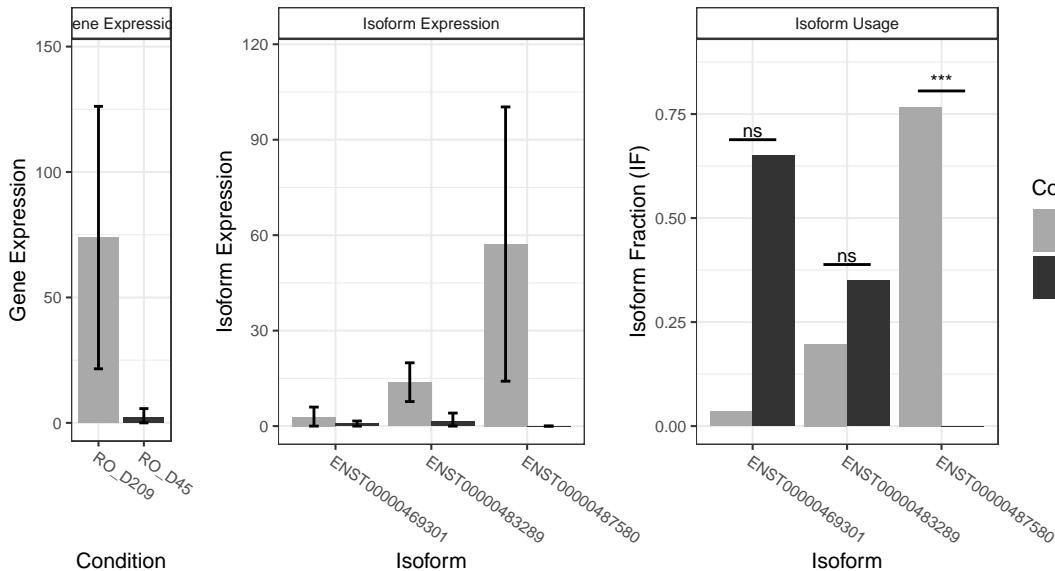 ene Expressio
Gene Expression
150
100
50
0
RO_D209
RO_D45
Condition
Isoform Expression
Isoform Expression
120
90
60
30
0
ENST00000469301
ENST00000483289
ENST00000487580
Isoform
Isoform Usage
Isoform Fraction (IF)
0.75
0.50
0.25
0.00
ns
ns
***
ENST00000469301
ENST00000483289
ENST00000487580
Isoform
Co